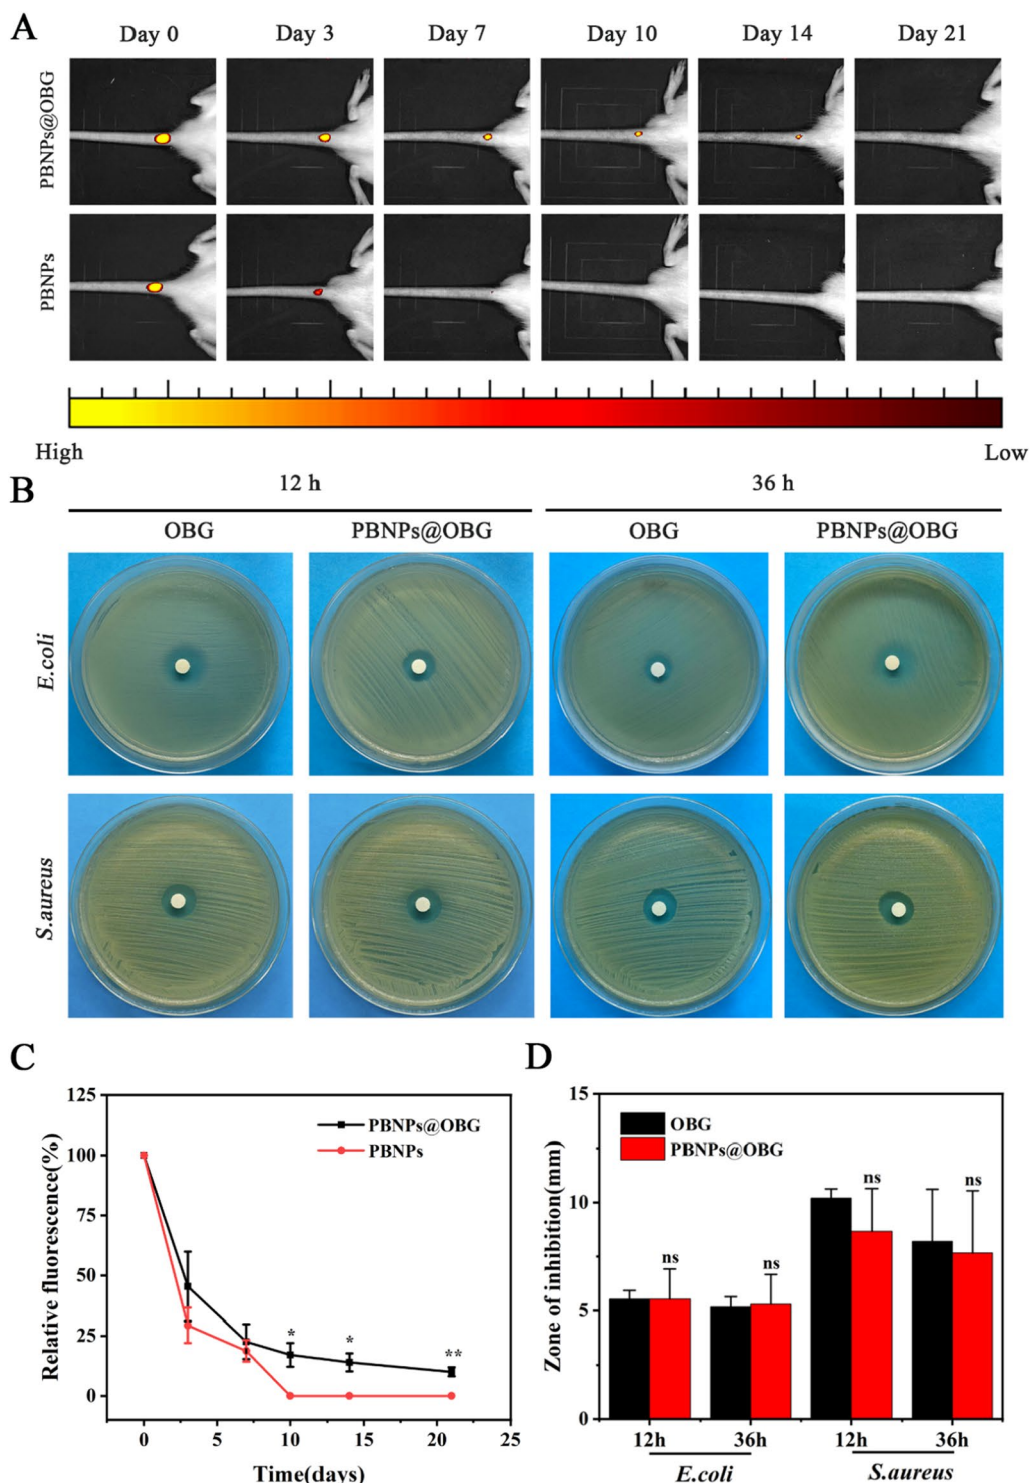 A
Day 0 Day 3 Day 7 Day 10 Day 14 Day 21
PBNPs@OBG
PBNPs
High Low
B
12 h 36 h
OBG PBNPs@OBG OBG PBNPs@OBG
E.coli
S.aureus
C
125
100
75
50
25
0
Relative fluorescence(%)
PBNPs@OBG
PBNPs
*
*
**
0 5 10 15 20 25
Time(days)
D
15
10
5
0
Zone of inhibition(mm)
OBG
PBNPs@OBG
ns
ns
ns
ns
12h 36h 12h 36h
E.coli S.aureus